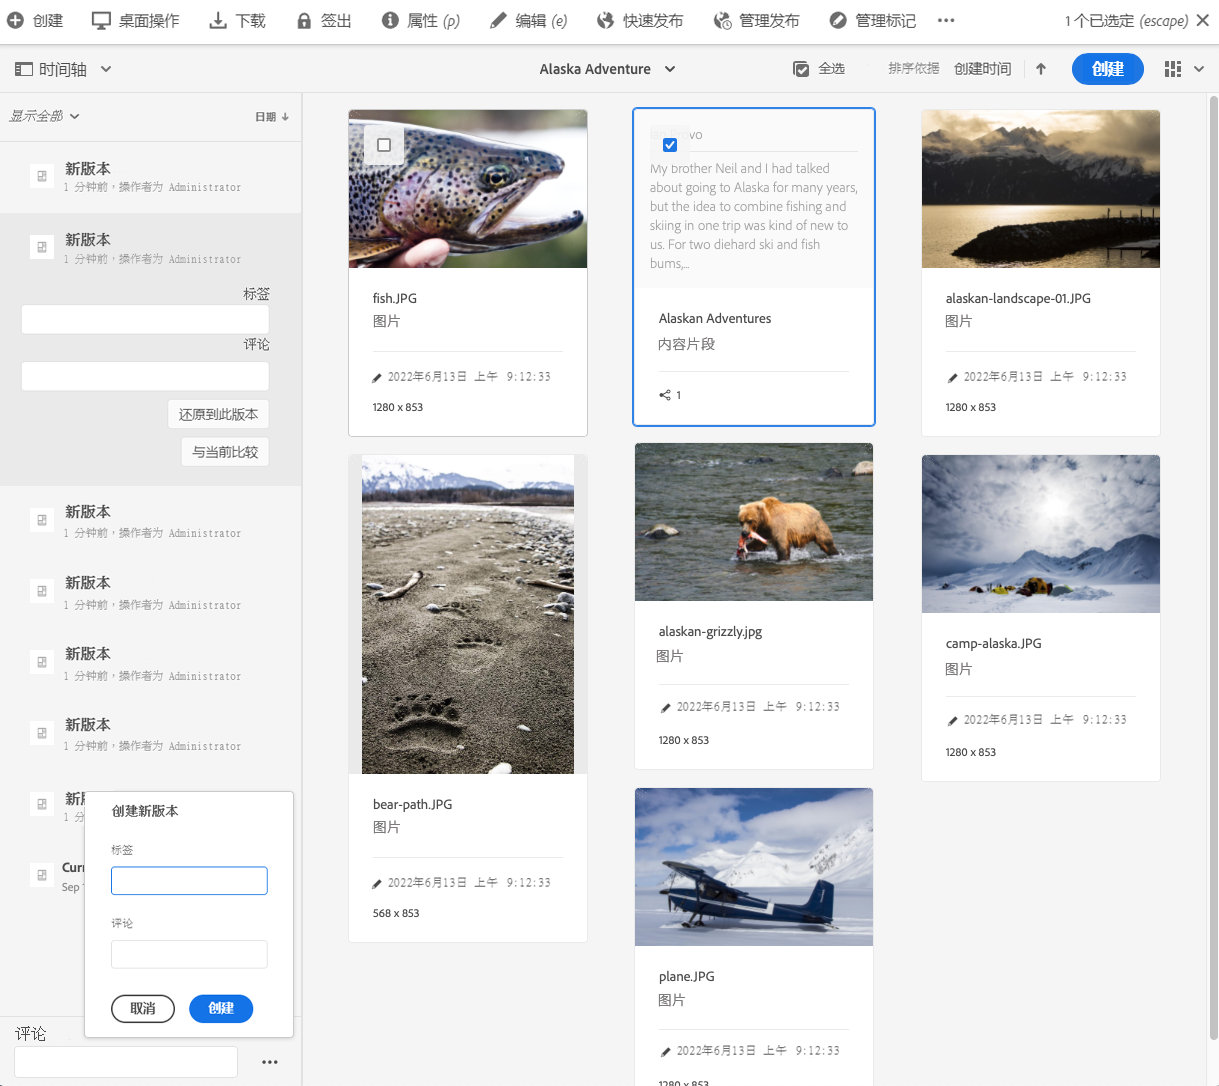 创建 桌面操作 下载 签出 属性 (p) 编辑 (e) 快速发布 管理发布 管理标记 ••• 1 个已选定 (escape)
时间轴 Alaska Adventure 全选 排序依据 创建时间 创建
显示全部 日期
新版本
1 分钟前，操作者为 Administrator
新版本
1 分钟前，操作者为 Administrator
标签
评论
还原到此版本
与当前比较
新版本
1 分钟前，操作者为 Administrator
新版本
1 分钟前，操作者为 Administrator
新版本
1 分钟前，操作者为 Administrator
新版本
1 分钟前，操作者为 Administrator
1 分
Sep
创建新版本
标签
评论
取消 创建
评论
•••
fish.JPG
图片
2022年6月13日 上午 9:12:33
1280 x 853
My brother Neil and I had talked
about going to Alaska for many years,
but the idea to combine fishing and
skiing in one trip was kind of new to
us. For two diehard ski and fish
bums,...
Alaskan Adventures
内容片段
1
alaskan-landscape-01.JPG
图片
2022年6月13日 上午 9:12:33
1280 x 853
bear-path.JPG
图片
2022年6月13日 上午 9:12:33
568 x 853
alaskan-grizzly.jpg
图片
2022年6月13日 上午 9:12:33
1280 x 853
camp-alaska.JPG
图片
2022年6月13日 上午 9:12:33
1280 x 853
plane.JPG
图片
2022年6月13日 上午 9:12:33
1280 x 853